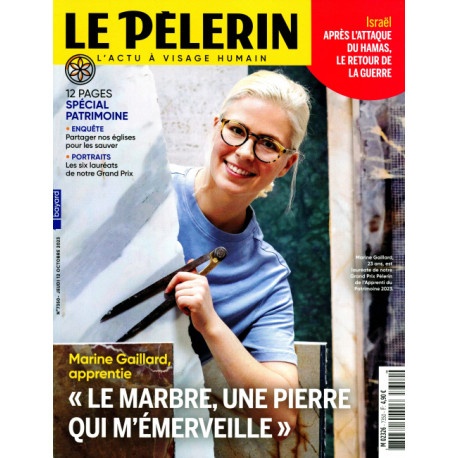 LE PÈLERIN
L'ACTU À VISAGE HUMAIN
Israël
APRÈS L'ATTAQUE
DU HAMAS,
LE RETOUR DE
LA GUERRE
12 PAGES
SPÉCIAL
PATRIMOINE
• ENQUÊTE
Partager nos églises
pour les sauver
• PORTRAITS
Les six lauréats
de notre Grand Prix
bayard
N°7350 - JEUDI 12 OCTOBRE 2023
Marine Gaillard,
23 ans, est
lauréate de notre
Grand Prix Pèlerin
de l'Apprenti du
Patrimoine 2023
Marine Gaillard,
apprentie
« LE MARBRE, UNE PIERRE
QUI M'ÉMERVEILLE »
M 02326 - 7350 - F: 4,90 €